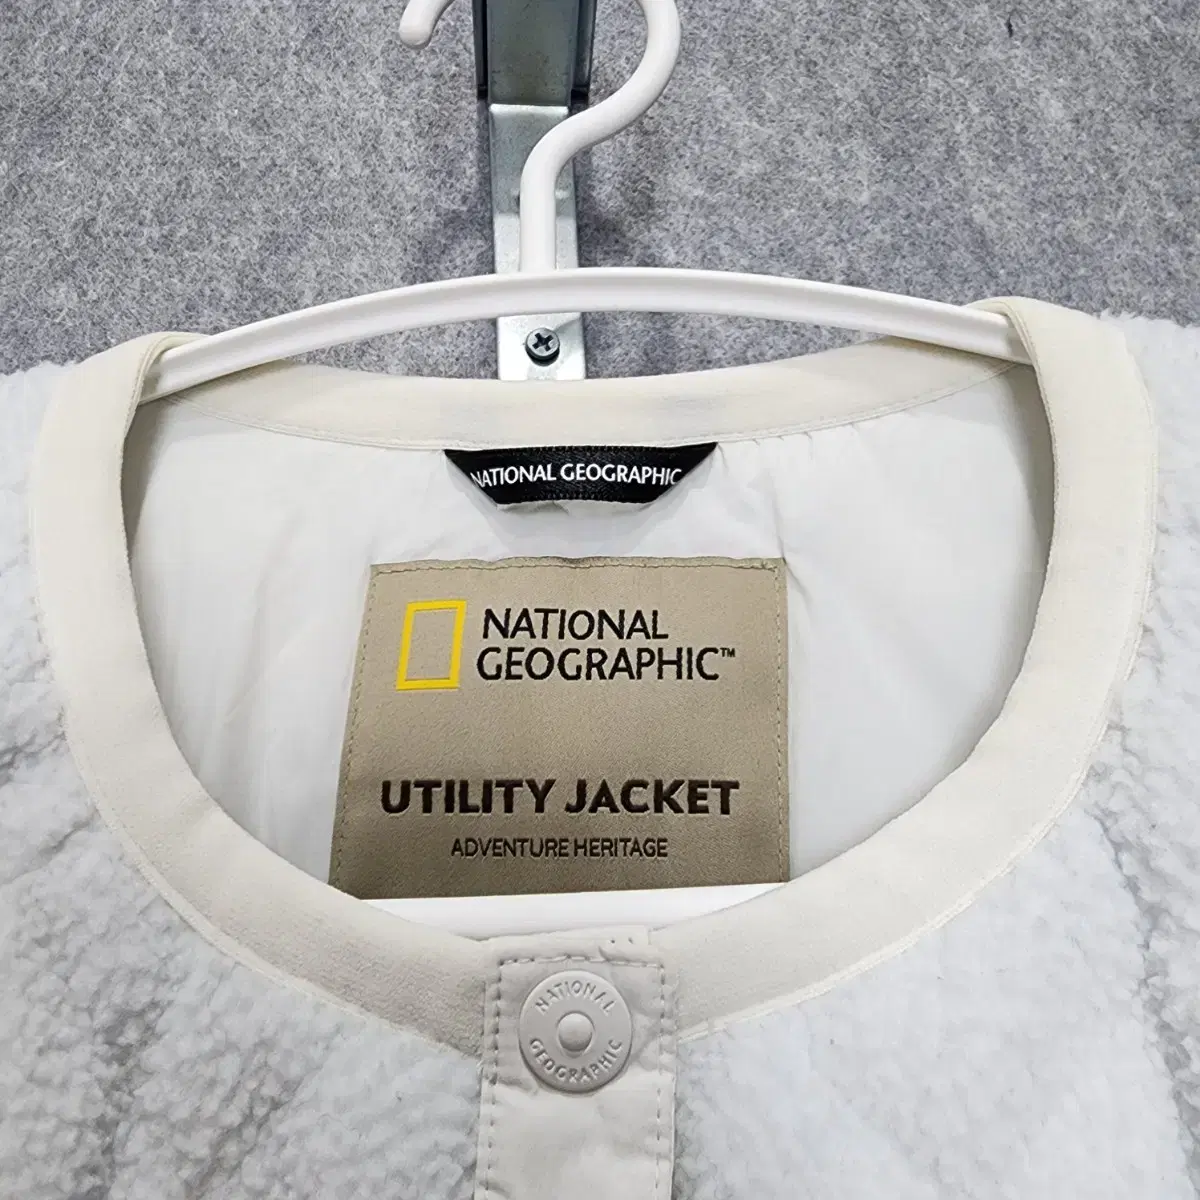 NATIONAL GEOGRAPHIC
NATIONAL
GEOGRAPHIC™
UTILITY JACKET
ADVENTURE HERITAGE
NATIONAL
GEOGRAPHIC